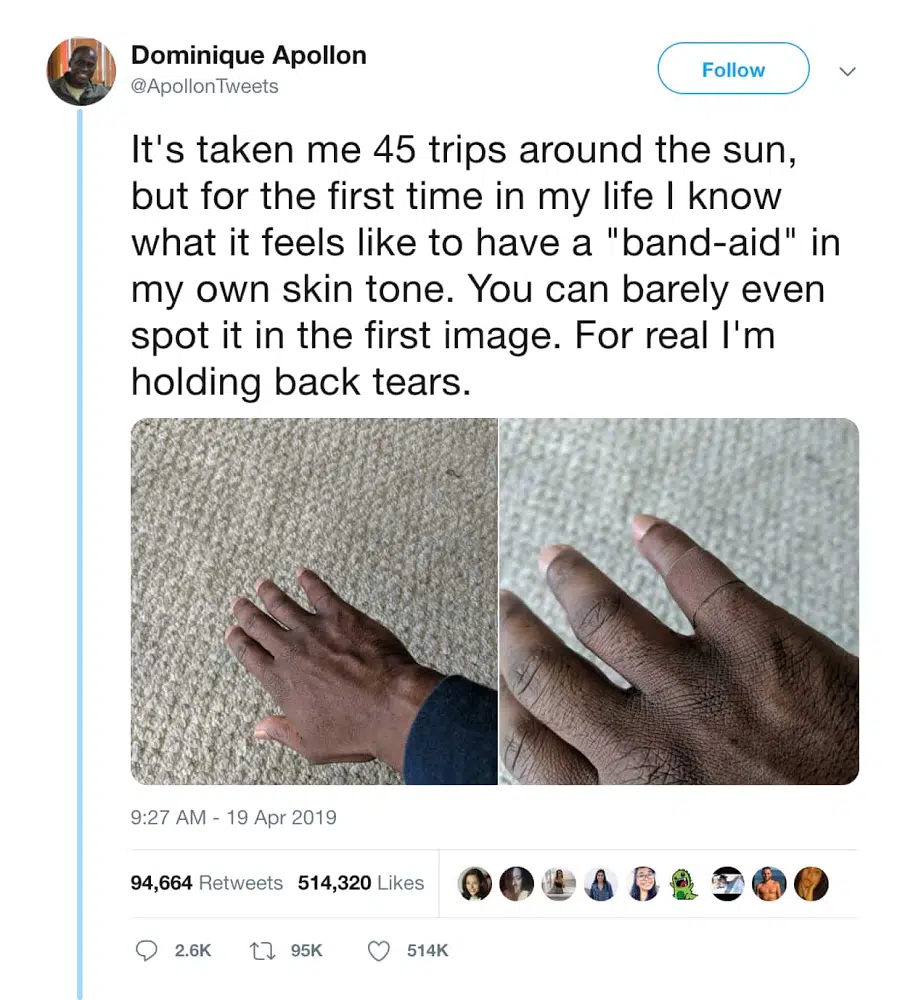 Dominique Apollon
@ApollonTweets
Follow
It's taken me 45 trips around the sun,
but for the first time in my life I know
what it feels like to have a "band-aid" in
my own skin tone. You can barely even
spot it in the first image. For real I'm
holding back tears.
9:27 AM - 19 Apr 2019
94,664 Retweets 514,320 Likes
2.6K 95K 514K